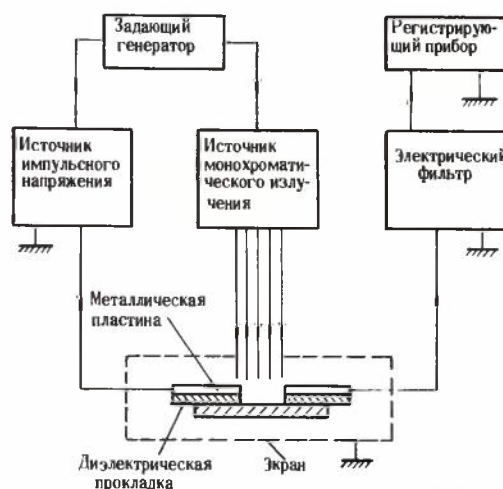 Задающий
генератор
Регистрирую-
щий прибор
Источник
импульсного
напряжения
Источник
монохромати-
ческого излу-
чения
Электрический
фильтр
Металлическая
пластина
Диэлектрическая
прокладка
Экран